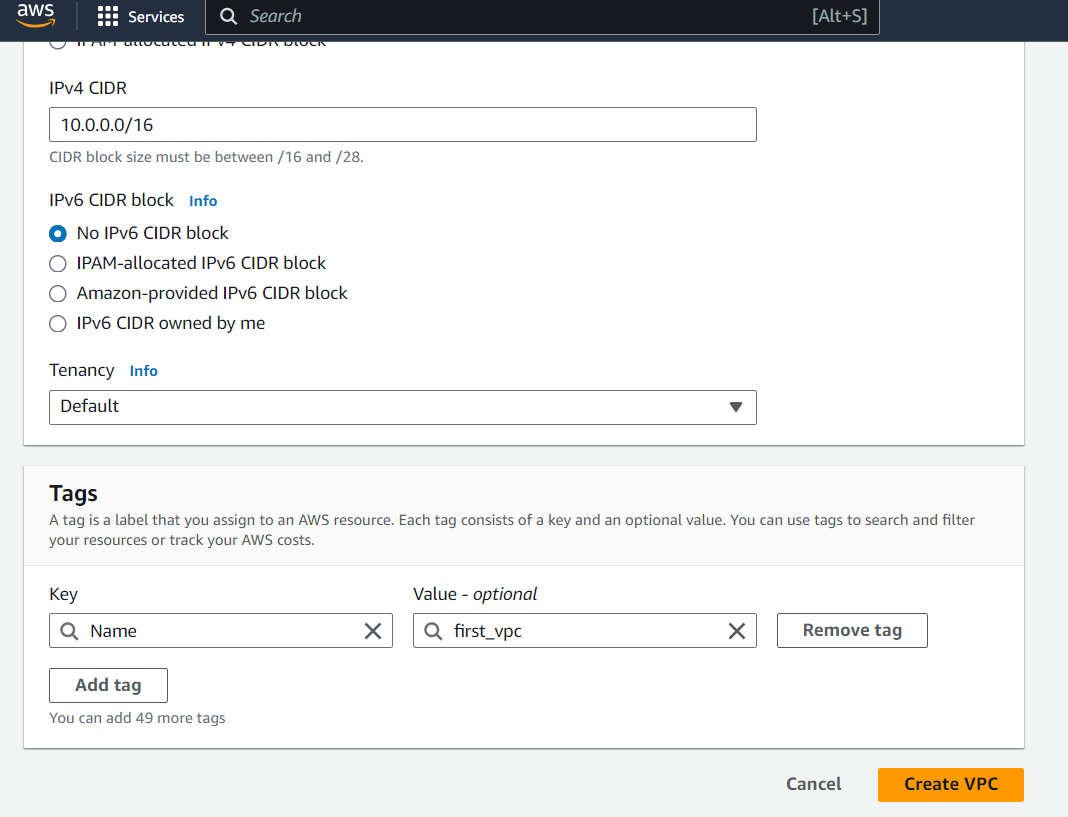 aws
Services
Search
[Alt+S]
IPAM-allocated IPv4 CIDR block
IPv4 CIDR
10.0.0.0/16
CIDR block size must be between /16 and /28.
IPv6 CIDR block Info
No IPv6 CIDR block
IPAM-allocated IPv6 CIDR block
Amazon-provided IPv6 CIDR block
IPv6 CIDR owned by me
Tenancy Info
Default
Tags
A tag is a label that you assign to an AWS resource. Each tag consists of a key and an optional value. You can use tags to search and filter
your resources or track your AWS costs.
Key
Value - optional
Name
first_vpc
Remove tag
Add tag
You can add 49 more tags
Cancel
Create VPC